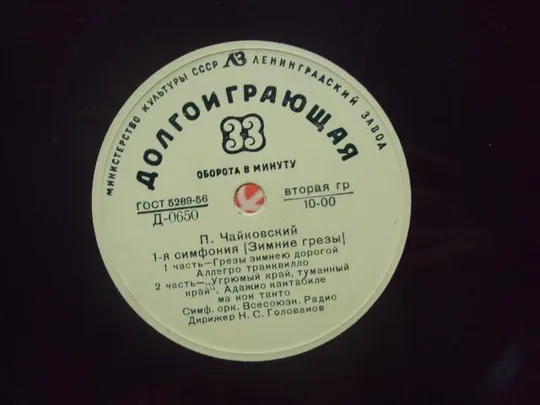 МИНИСТЕРСТВО КУЛЬТУРЫ СССР ЛЗ ЛЕНИНГРАДСКИЙ ЗАВОД
ДОЛГОИГРАЮЩАЯ
33
ОБОРОТА В МИНУТУ
ГОСТ 5289-56
Д-0650
вторая гр
10-00
П. Чайковский
1-я симфония [Зимние грезы]
1 часть—Грезы зимнею дорогой
Аллегро транквилло
2 часть—„Угрюмый край, туманный
край". Адажио кантабиле
ма нон танто
Симф. орк. Всесоюзн. Радио
Дирижер Н. С. Голованов